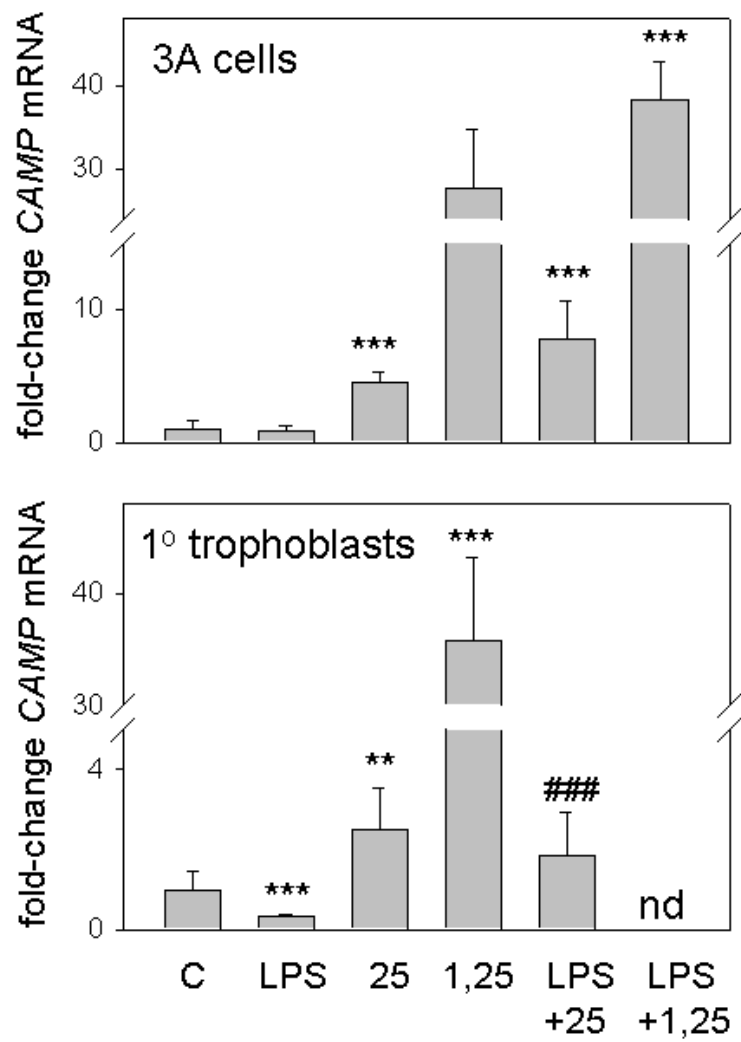 fold-change CAMP mRNA
3A cells
40
30
10
0
***
***
***
fold-change CAMP mRNA
1º trophoblasts
40
30
4
0
***
**
***
###
nd
C LPS 25 1,25 LPS LPS
+25 +1,25